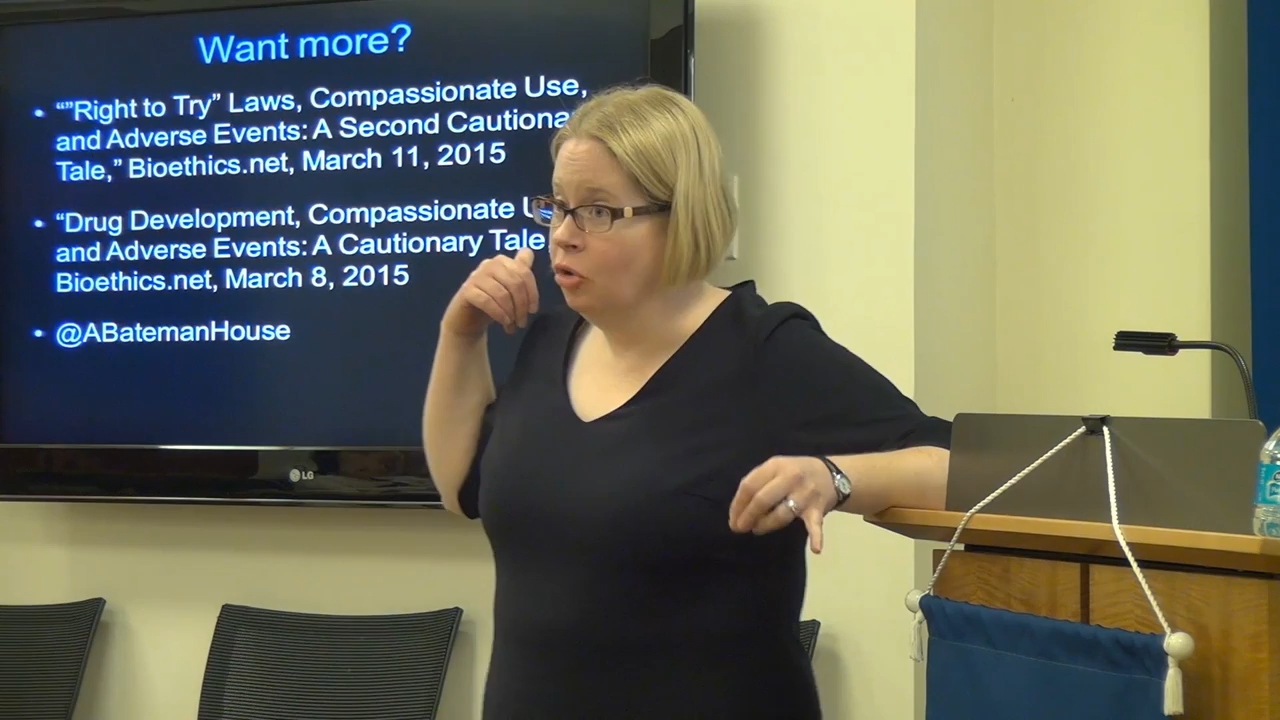 Want more?
• “”Right to Try” Laws, Compassionate Use,
and Adverse Events: A Second Cautiona
Tale,” Bioethics.net, March 11, 2015
• “Drug Development, Compassionate U
and Adverse Events: A Cautionary Tale
Bioethics.net, March 8, 2015
• @ABatemanHouse
LG